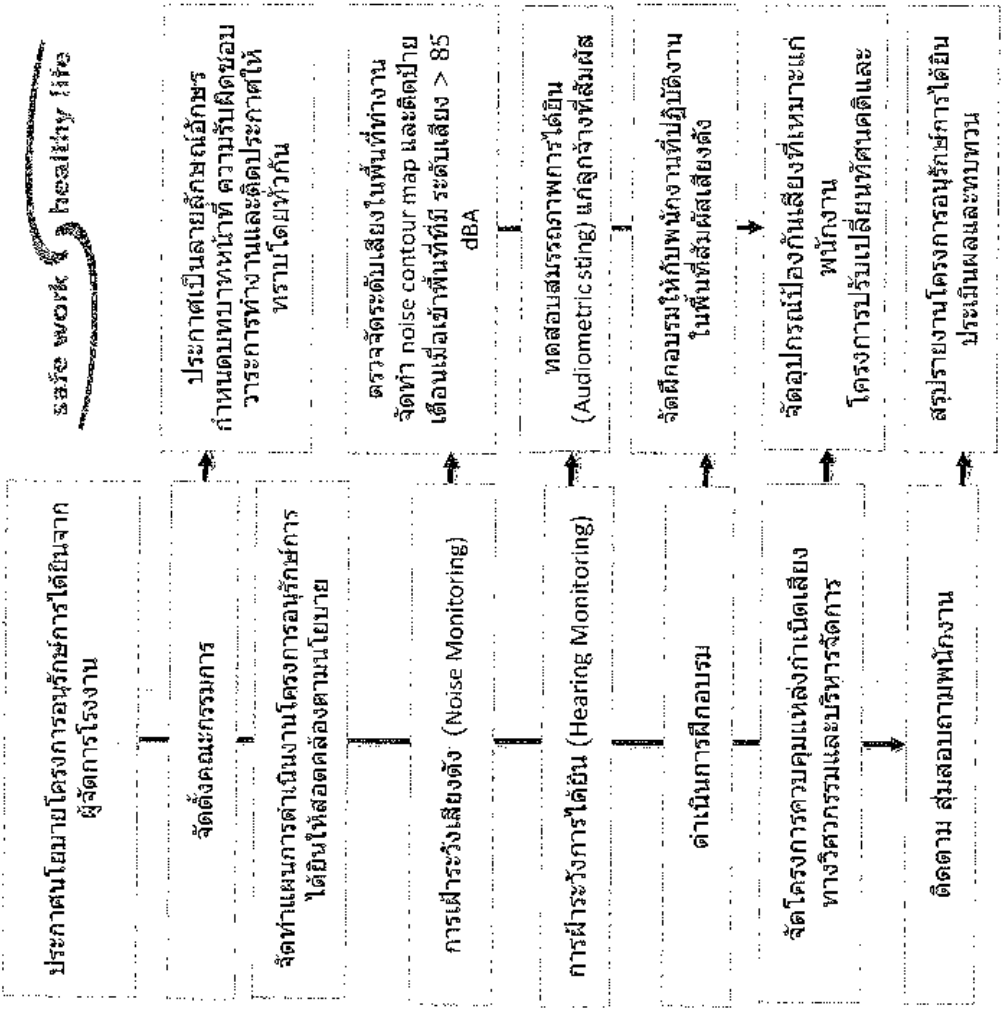 safe work & healthy life
ประกาศนโยบายโครงการอนุรักษ์การได้ยินจาก
ผู้จัดการโรงงาน
จัดตั้งคณะกรรมการ
ประกาศเป็นลายลักษณ์อักษร
กำหนดบทบาทหน้าที่ ความรับผิดชอบ
วาระการทำงานและติดประกาศให้
ทราบโดยทั่วกัน
จัดทำแผนการดำเนินงานโครงการอนุรักษ์การ
ได้ยินให้สอดคล้องตามนโยบาย
การเฝ้าระวังเสียงดัง (Noise Monitoring)
ตรวจวัดระดับเสียงในพื้นที่ทำงาน
จัดทำ noise contour map และติดป้าย
เตือนเมื่อเข้าพื้นที่ที่มี ระดับเสียง > 85
dBA
การเฝ้าระวังการได้ยิน (Hearing Monitoring)
ทดสอบสมรรถภาพการได้ยิน
(Audiometric sting) แก่ลูกจ้างที่สัมผัส
ดำเนินการฝึกอบรม
จัดฝึกอบรมให้กับพนักงานที่ปฏิบัติงาน
ในพื้นที่สัมผัสเสียงดัง
จัดโครงการควบคุมแหล่งกำเนิดเสียง
ทางวิศวกรรมและบริหารจัดการ
จัดอุปกรณ์ป้องกันเสียงที่เหมาะแก่
พนักงาน
โครงการปรับเปลี่ยนทัศนคติและ
ติดตาม สุ่มสอบถามพนักงาน
สรุปรายงานโครงการอนุรักษ์การได้ยิน
ประเมินผลและทบทวน